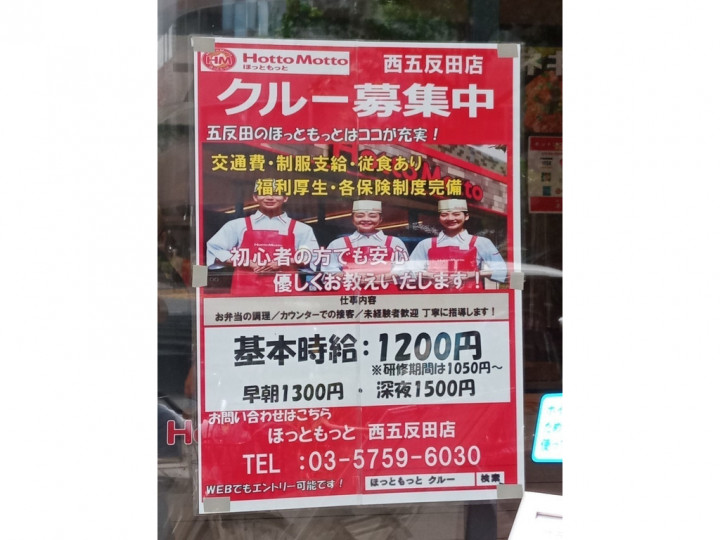 HM HottoMotto
ほっともっと
西五反田店
クルー募集中
五反田のほっともっとはココが充実!
交通費・制服支給・従食あり
福利厚生・各保険制度完備
初心者の方でも安心
優しくお教えいたします!
仕事内容
お弁当の調理/カウンターでの接客/未経験者歓迎 丁寧に指導します!
基本時給:1200円
※研修期間は1050円~
早朝1300円 ・ 深夜1500円
お問い合わせはこちら
ほっともっと 西五反田店
TEL :03-5759-6030
WEBでもエントリー可能です!
ほっともっと クルー 検索